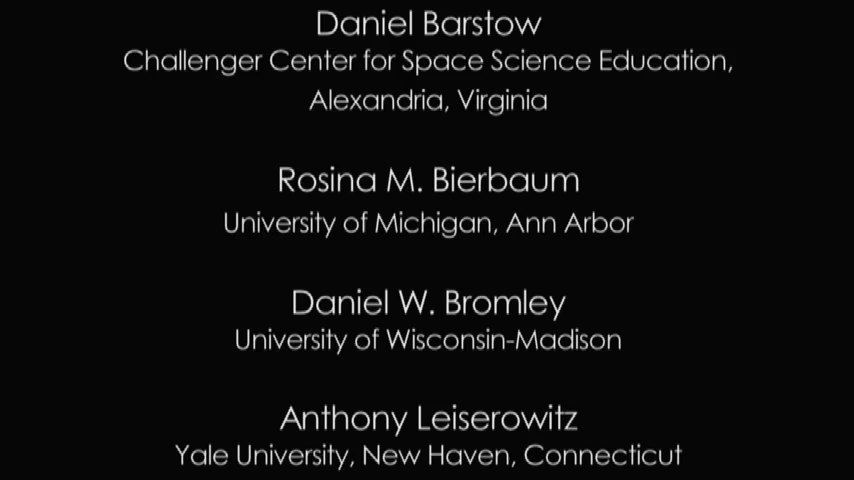 Daniel Barstow
Challenger Center for Space Science Education,
Alexandria, Virginia
Rosina M. Bierbaum
University of Michigan, Ann Arbor
Daniel W. Bromley
University of Wisconsin-Madison
Anthony Leiserowitz
Yale University, New Haven, Connecticut